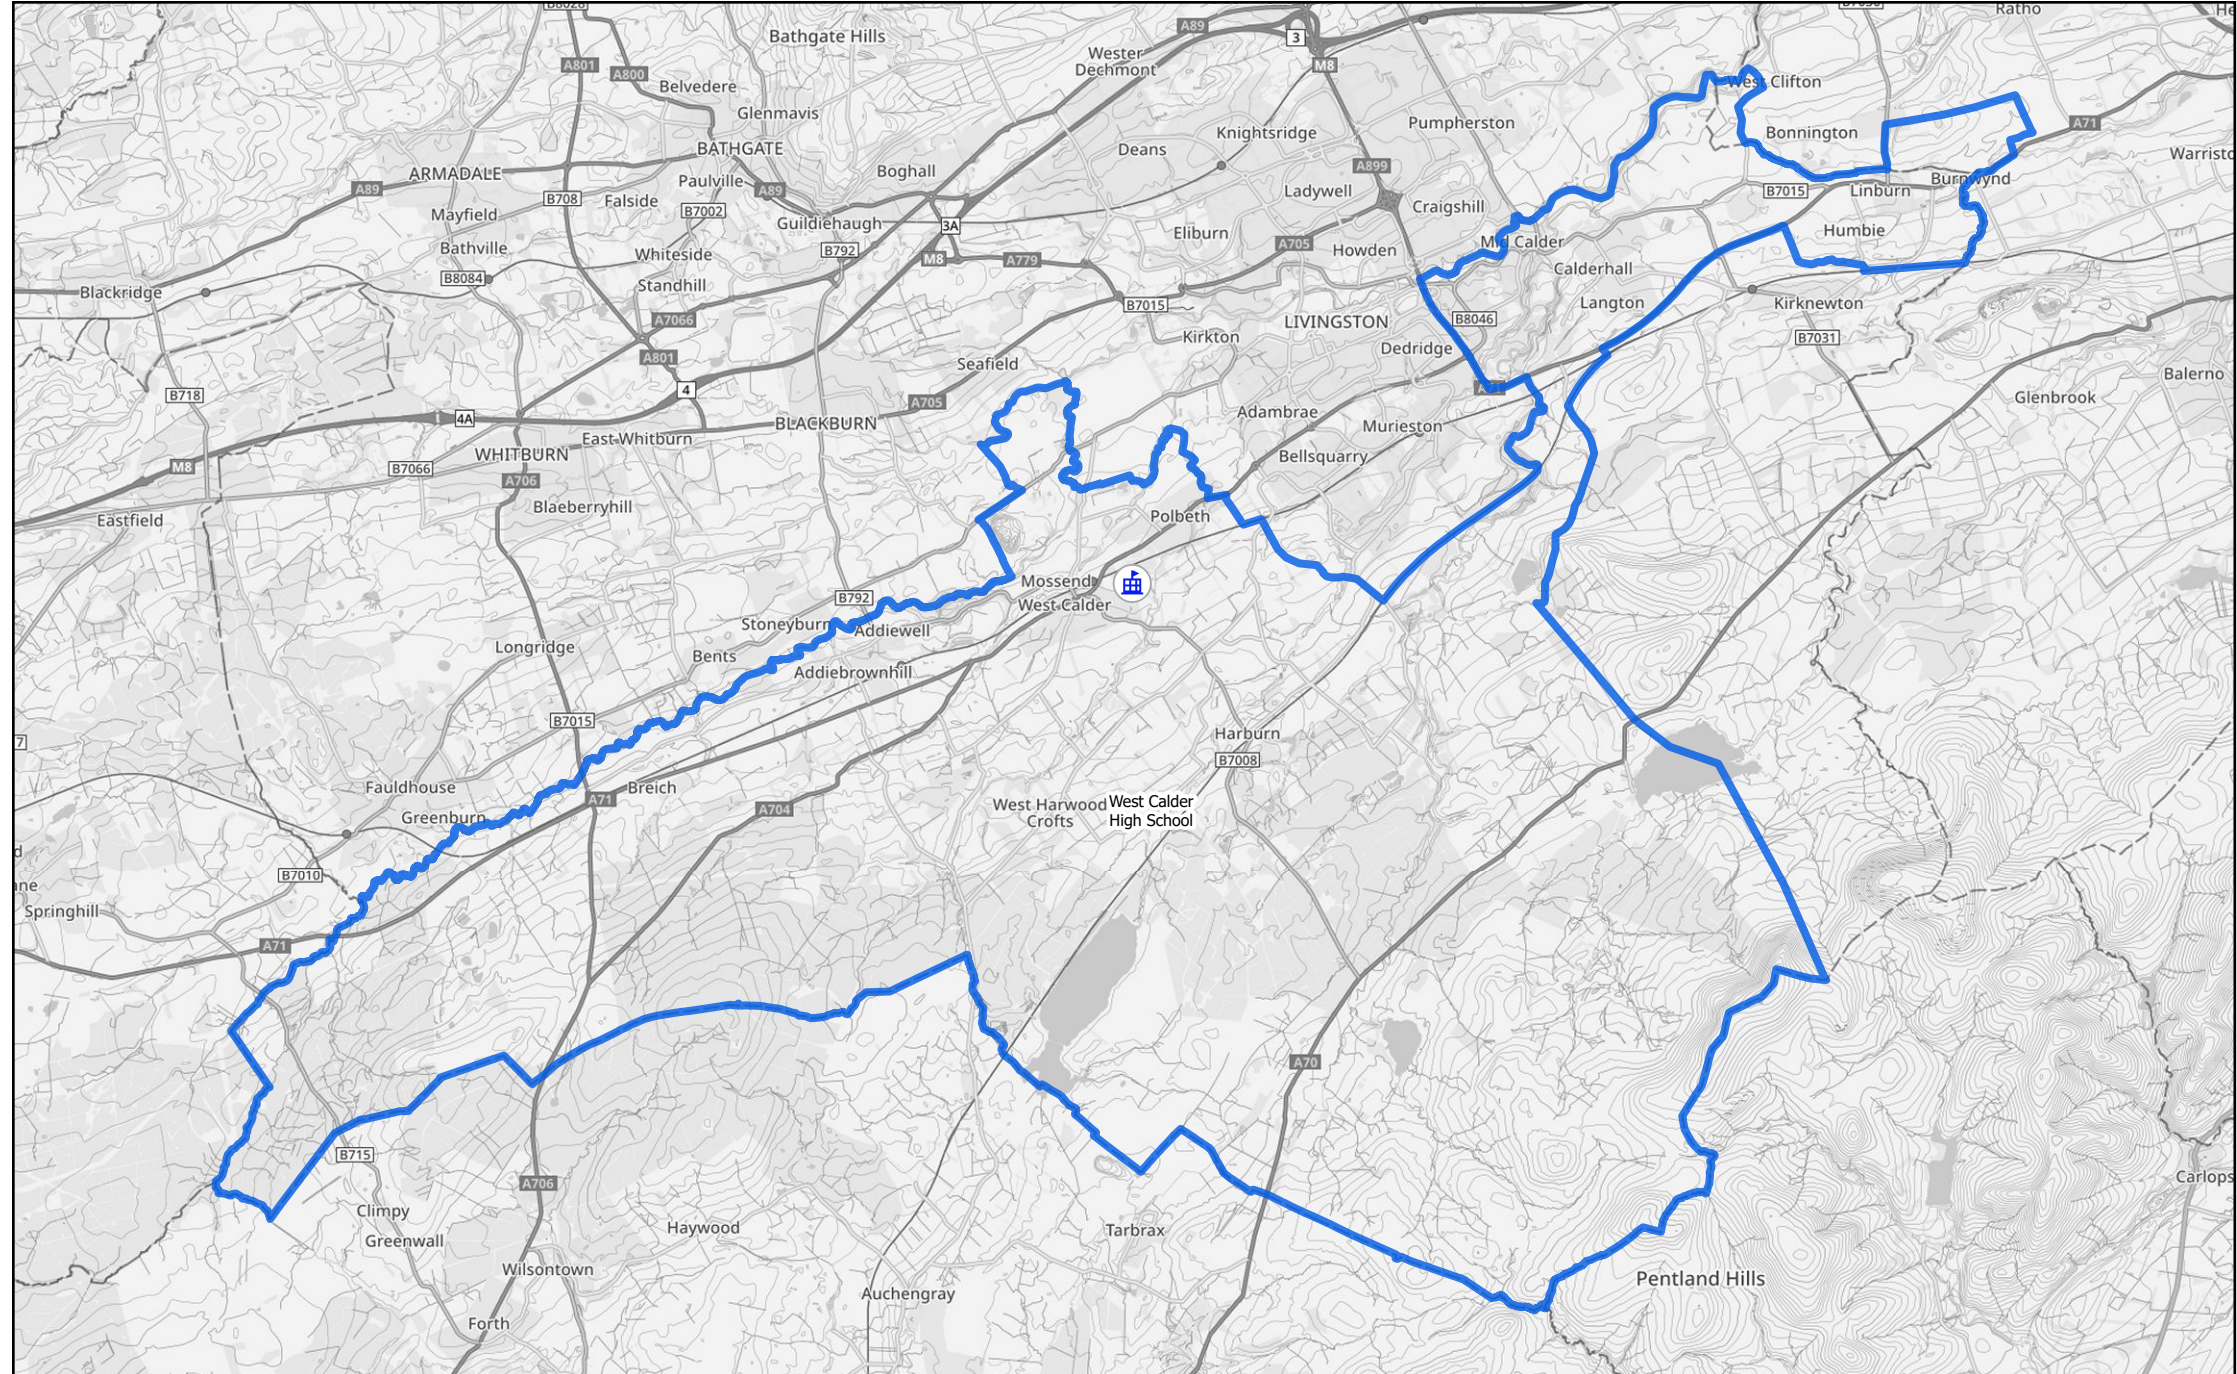 B8028
A89
3
Ratho
Bathgate Hills
Wester
Dechmont
A801
A800
M8
Belvedere
West Clifton
Glenmavis
Knightsridge
Pumpherston
Bonnington
A71
BATHGATE
Boghall
Deans
A899
Warristo
ARMADALE
Paulville
A89
A89
Ladywell
B7015
Linburn
Burnwynd
B708
Falside
B7002
Craigshill
Mayfield
Guildiehaugh
3A
Eliburn
A705
Howden
Mid Calder
Humbie
Bathville
Whiteside
B792
M8
A779
Calderhall
B8084
Standhill
Blackridge
B7015
Langton
Kirknewton
A7066
LIVINGSTON
B8046
Kirkton
B7031
A801
Seafield
Dedridge
Balerno
B718
4
A71
Glenbrook
4A
A705
BLACKBURN
Adambrae
Murieston
East Whitburn
WHITBURN
M8
B7066
Bellsquarry
A706
Blaeberryhill
Eastfield
Polbeth
Mossend
B792
West Calder
Stoneyburn
Addiewell
Longridge
Bents
Addiebrownhill
B7015
Harburn
7
B7008
Fauldhouse
Breich
A71
A704
West Harwood
Crofts
West Calder
High School
Greenburn
d
B7010
ane
Springhill
A71
A70
B715
A706
Carlops
Climpy
Haywood
Tarbrax
Greenwall
Wilsontown
Pentland Hills
Auchengray
Forth